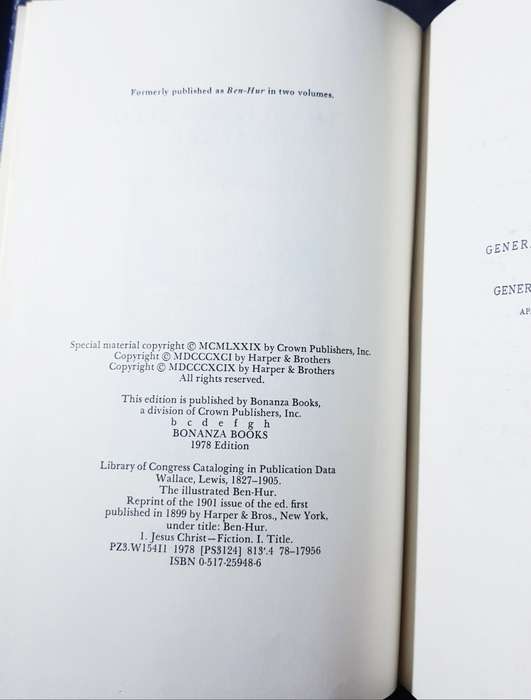 Formerly published as Ben-Hur in two volumes.
Special material copyright © MCMLXXIX by Crown Publishers, Inc.
Copyright © MDCCCXCI by Harper & Brothers
Copyright © MDCCCXCIX by Harper & Brothers
All rights reserved.
This edition is published by Bonanza Books,
a division of Crown Publishers, Inc.
b c d e f g h
BONANZA BOOKS
1978 Edition
Library of Congress Cataloging in Publication Data
Wallace, Lewis, 1827–1905.
The illustrated Ben-Hur.
Reprint of the 1901 issue of the ed. first
published in 1899 by Harper & Bros., New York,
under title: Ben-Hur.
1. Jesus Christ—Fiction. I. Title.
PZ3.W15411 1978 [PS3124] 813'.4 78-17956
ISBN 0-517-25948-6
GENER
GENER
AP